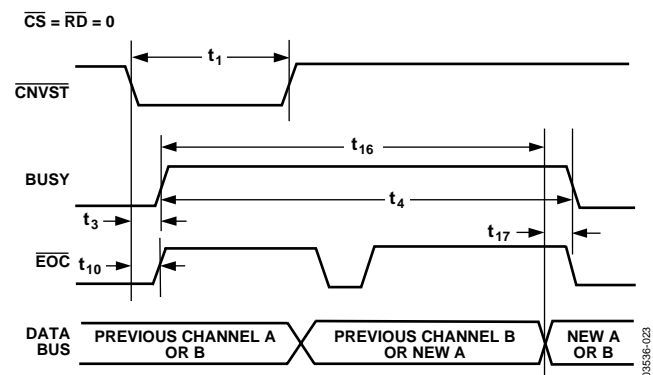 CS = RD = 0
t1
CNVST
t16
BUSY
t4
t3
t17
EOC
t10
DATA
BUS
PREVIOUS CHANNEL A
OR B
PREVIOUS CHANNEL B
OR NEW A
NEW A
OR B
03536-023